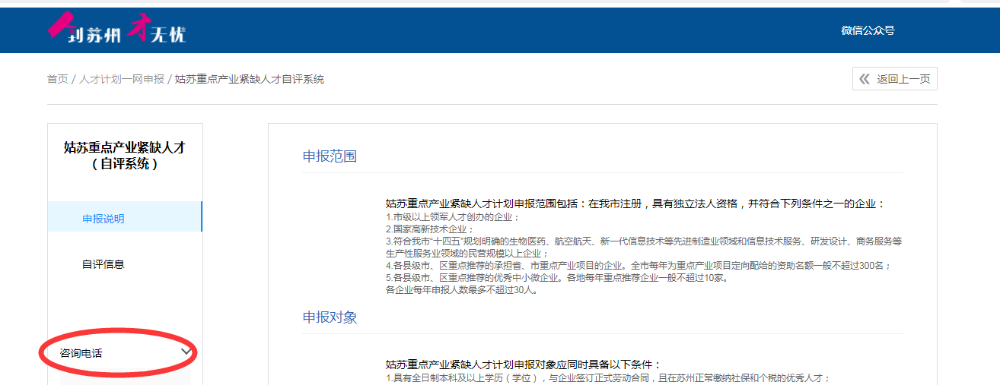 人到苏州 才无忧
微信公众号
首页 / 人才计划一网申报 / 姑苏重点产业紧缺人才自评系统
返回上一页
姑苏重点产业紧缺人才
（自评系统）
申报说明
自评信息
咨询电话
申报范围
姑苏重点产业紧缺人才计划申报范围包括：在我市注册，具有独立法人资格，并符合下列条件之一的企业：
1.市级以上领军人才创办的企业；
2.国家高新技术企业；
3.符合我市“十四五”规划明确的生物医药、航空航天、新一代信息技术等先进制造业领域和信息技术服务、研发设计、商务服务等
生产性服务业领域的民营规模以上企业；
4.各县级市、区重点推荐的承担省、市重点产业项目的企业。全市每年为重点产业项目定向配给的资助名额一般不超过300名；
5.各县级市、区重点推荐的优秀中小微企业。各地每年重点推荐企业一般不超过10家。
各企业每年申报人数最多不超过30人。
申报对象
姑苏重点产业紧缺人才计划申报对象应同时具备以下条件：
1.具有全日制本科及以上学历（学位），与企业签订正式劳动合同，且在苏州正常缴纳社保和个税的优秀人才；